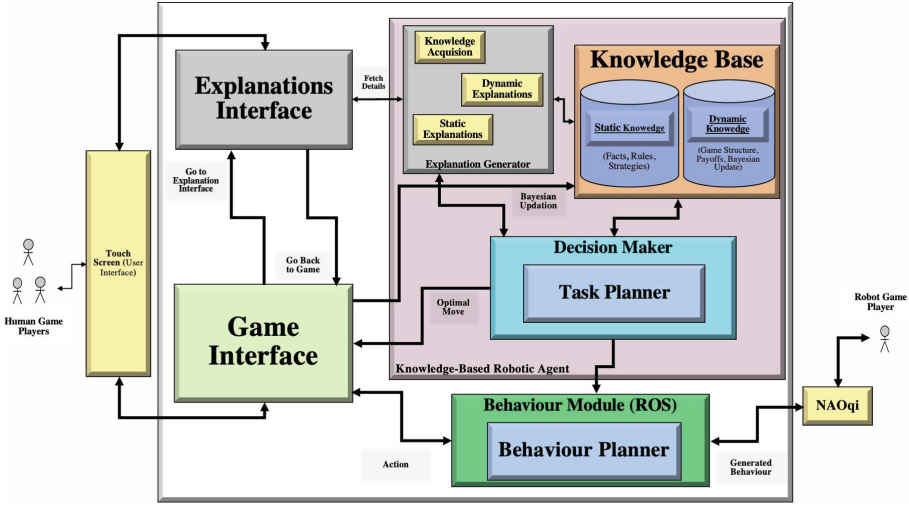 Explanations
Interface
Fetch
Details
Knowledge
Acquision
Dynamic
Explanations
Static
Explanations
Explanation Generator
Knowledge Base
Static Knowedge
(Facts, Rules,
Strategies)
Dynamic
Knowedge
(Game Structure,
Payoffs, Bayesian
Update)
Go to
Explanation
Interface
Bayesian
Updation
Touch
Screen (User
Interface)
Human Game
Players
Go Back
to Game
Decision Maker
Task Planner
Optimal
Move
Game
Interface
Robot Game
Player
Knowledge-Based Robotic Agent
Behaviour Module (ROS)
Behaviour Planner
NAOqi
Action
Generated
Behaviour